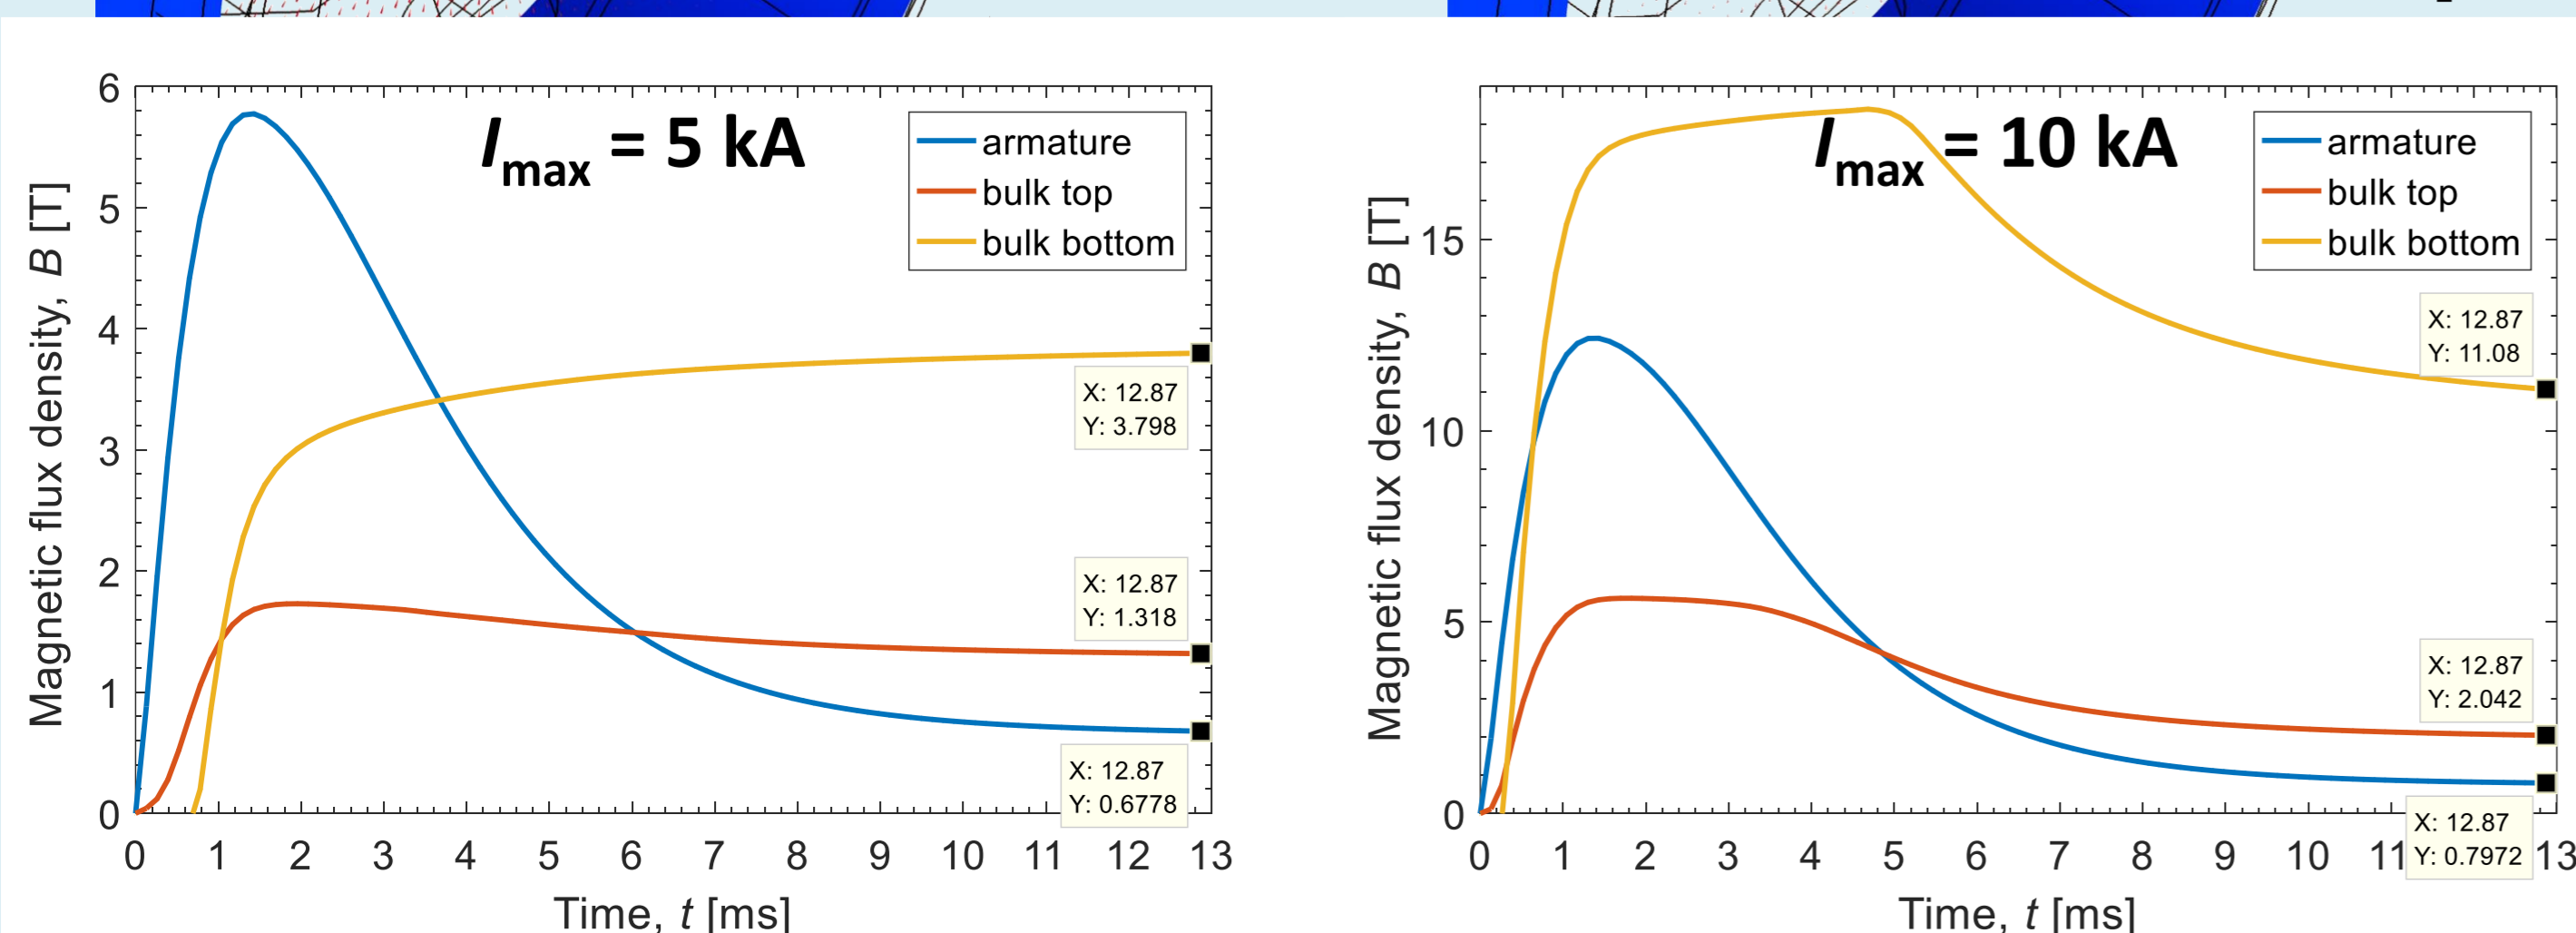 I max = 5 kA
armature
bulk top
bulk bottom
Magnetic flux density, B [T]
6
5
4
3
2
1
0
X: 12.87
Y: 3.798
X: 12.87
Y: 1.318
X: 12.87
Y: 0.6778
0 1 2 3 4 5 6 7 8 9 10 11 12 13
Time, t [ms]
I max = 10 kA
armature
bulk top
bulk bottom
Magnetic flux density, B [T]
15
10
5
0
X: 12.87
Y: 11.08
X: 12.87
Y: 2.042
X: 12.87
Y: 0.7972
0 1 2 3 4 5 6 7 8 9 10 11 13
Time, t [ms]